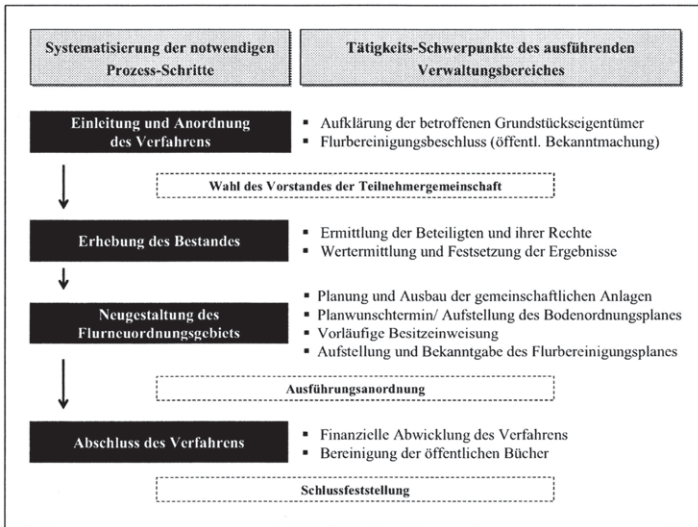 Systematisierung der notwendigen
Prozess-Schritte
Tätigkeits-Schwerpunkte des ausführenden
Verwaltungsbereiches
Einleitung und Anordnung
des Verfahrens
▪ Aufklärung der betroffenen Grundstückseigentümer
▪ Flurbereinigungsbeschluss (öffentl. Bekanntmachung)
Wahl des Vorstandes der Teilnehmergemeinschaft
Erhebung des Bestandes
▪ Ermittlung der Beteiligten und ihrer Rechte
▪ Wertermittlung und Festsetzung der Ergebnisse
Neugestaltung des
Flurneuordnungsgebiets
▪ Planung und Ausbau der gemeinschaftlichen Anlagen
▪ Planwunschtermin/ Aufstellung des Bodenordnungsplanes
▪ Vorläufige Besitzeinweisung
▪ Aufstellung und Bekanntgabe des Flurbereinigungsplanes
Ausführungsanordnung
Abschluss des Verfahrens
▪ Finanzielle Abwicklung des Verfahrens
▪ Bereinigung der öffentlichen Bücher
Schlussfeststellung